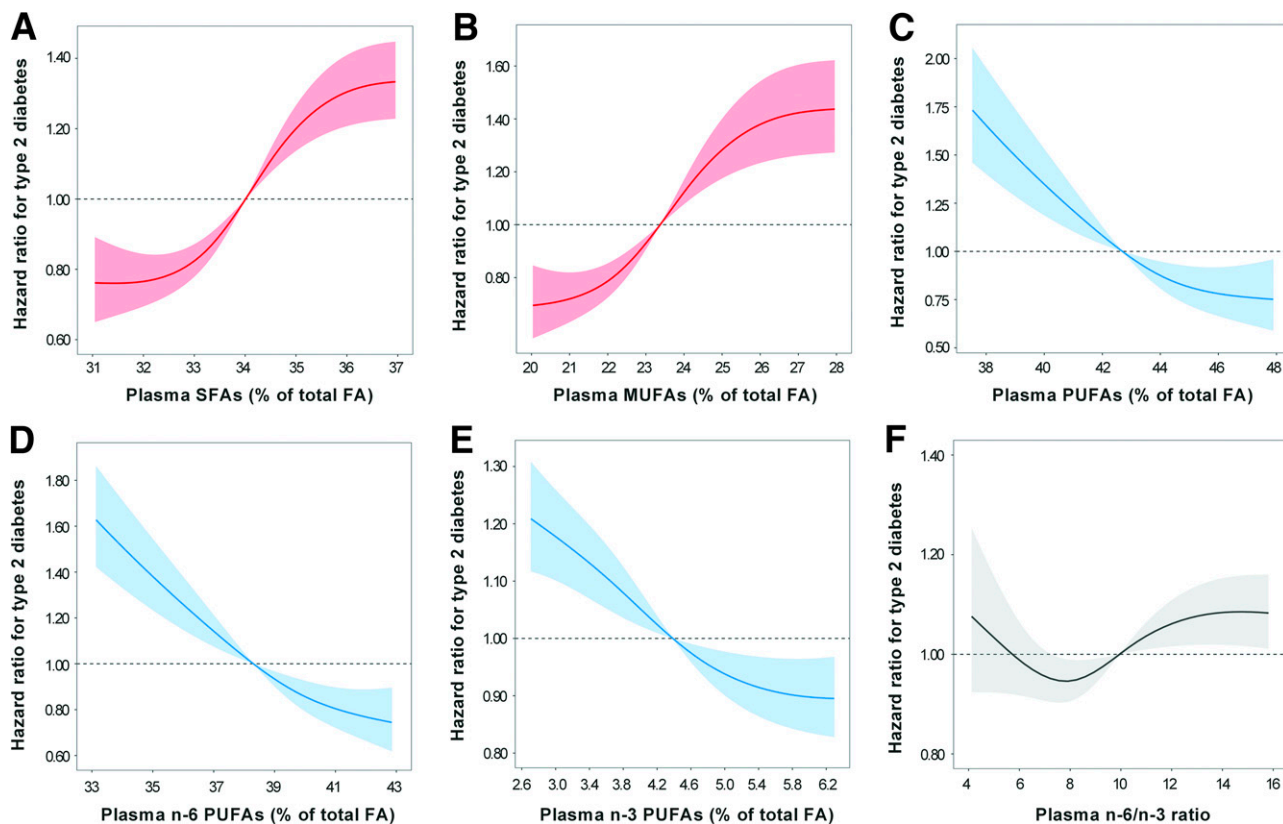 A
Hazard ratio for type 2 diabetes
1.40
1.20
1.00
0.80
0.60
31 32 33 34 35 36 37
Plasma SFAs (% of total FA)
B
Hazard ratio for type 2 diabetes
1.60
1.40
1.20
1.00
0.80
20 21 22 23 24 25 26 27 28
Plasma MUFAs (% of total FA)
C
Hazard ratio for type 2 diabetes
2.00
1.75
1.50
1.25
1.00
0.75
0.50
38 40 42 44 46 48
Plasma PUFAs (% of total FA)
D
Hazard ratio for type 2 diabetes
1.80
1.60
1.40
1.20
1.00
0.80
0.60
33 35 37 39 41 43
Plasma n-6 PUFAs (% of total FA)
E
Hazard ratio for type 2 diabetes
1.30
1.20
1.10
1.00
0.90
0.80
2.6 3.0 3.4 3.8 4.2 4.6 5.0 5.4 5.8 6.2
Plasma n-3 PUFAs (% of total FA)
F
Hazard ratio for type 2 diabetes
1.40
1.20
1.00
0.80
4 6 8 10 12 14 16
Plasma n-6/n-3 ratio